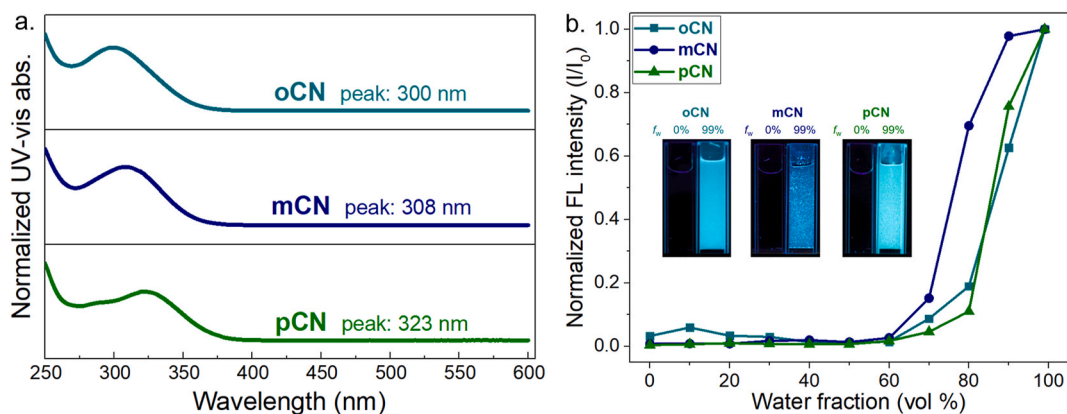 a.
Normalized UV-vis abs.
oCN peak: 300 nm
mCN peak: 308 nm
pCN peak: 323 nm
250 300 350 400 450 500 550 600
Wavelength (nm)
b.
Normalized FL intensity (I/I₀)
1.0
0.8
0.6
0.4
0.2
0.0
oCN
mCN
pCN
oCN mCN pCN
fw 0% 99% fw 0% 99% fw 0% 99%
0 20 40 60 80 100
Water fraction (vol %)